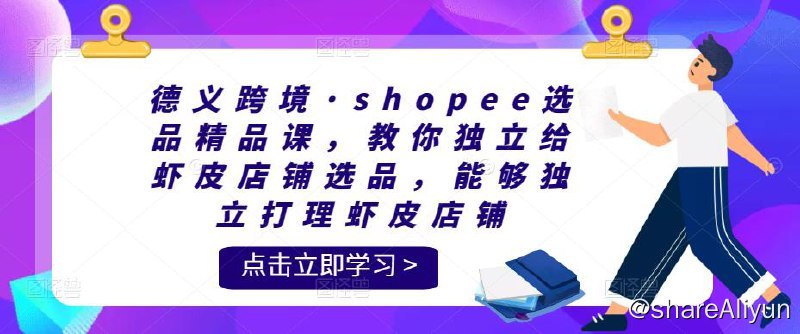 德义跨境·shopee选
品精品课，教你独立给
虾皮店铺选品，能够独
立打理虾皮店铺
点击立即学习 >
@shareAliyun